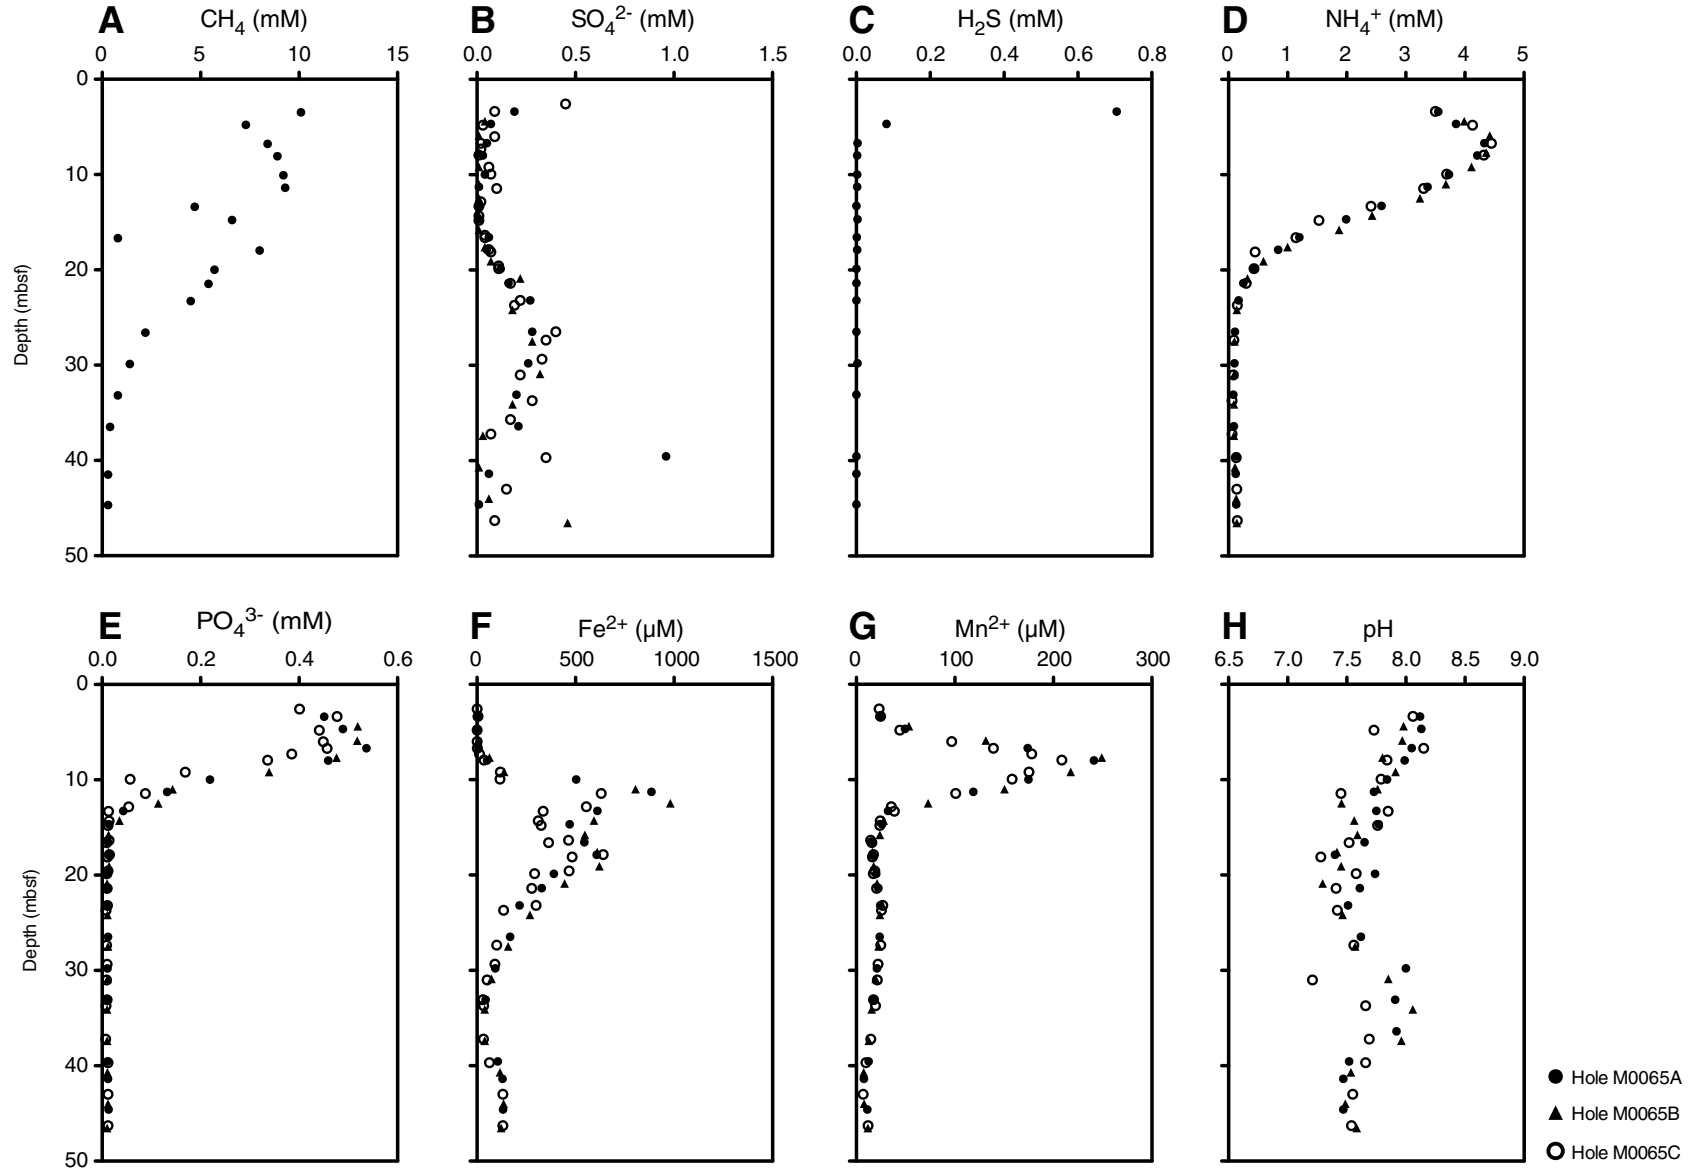 A CH₄ (mM) B SO₄²⁻ (mM) C H₂S (mM) D NH₄⁺ (mM)
0 5 10 15 0.0 0.5 1.0 1.5 0.0 0.2 0.4 0.6 0.8 0 1 2 3 4 5
0
10
20
30
40
50
Depth (mbsf)
E PO₄³⁻ (mM) F Fe²⁺ (µM) G Mn²⁺ (µM) H pH
0.0 0.2 0.4 0.6 0 500 1000 1500 0 100 200 300 6.5 7.0 7.5 8.0 8.5 9.0
0
10
20
30
40
50
Depth (mbsf)
Hole M0065A
Hole M0065B
Hole M0065C